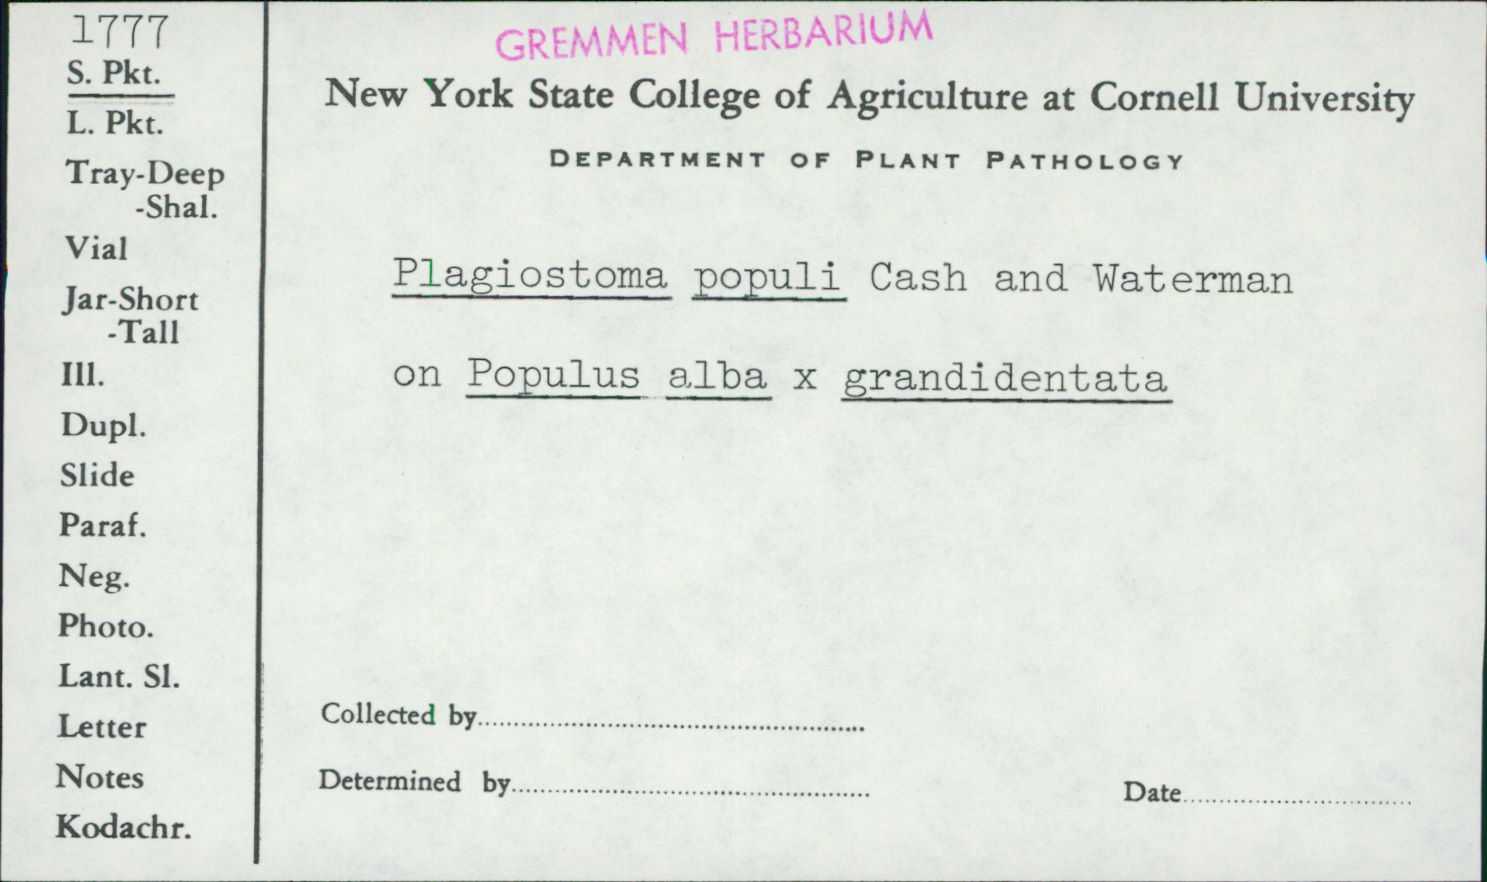 1777
S. Pkt.
L. Pkt.
Tray-Deep
-Shal.
Vial
Jar-Short
-Tall
Ill.
Dupl.
Slide
Paraf.
Neg.
Photo.
Lant. Sl.
Letter
Notes
Kodachr.
GREMMEN HERBARIUM
New York State College of Agriculture at Cornell University
DEPARTMENT OF PLANT PATHOLOGY
Plagiostoma populi Cash and Waterman
on Populus alba x grandidentata
Collected by
Determined by
Date